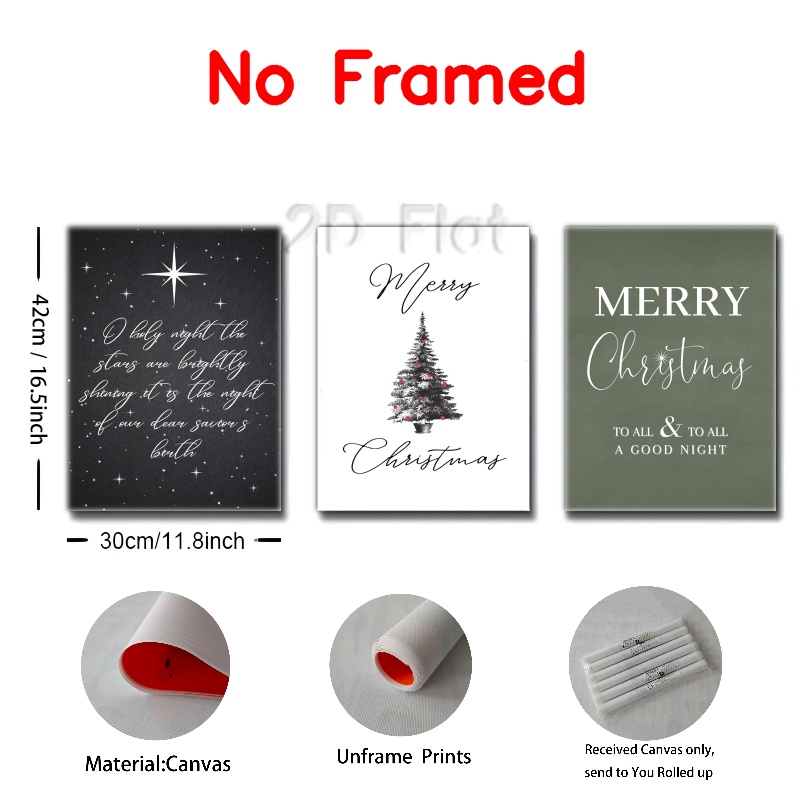 No Framed
2D Flat
42cm / 16.5inch
O holy night the
stars are brightly
shining it is the night
of our dear savior's
birth
Merry
Christmas
MERRY
Christmas
TO ALL & TO ALL
A GOOD NIGHT
30cm/11.8inch
Material:Canvas
Unframe Prints
Received Canvas only,
send to You Rolled up